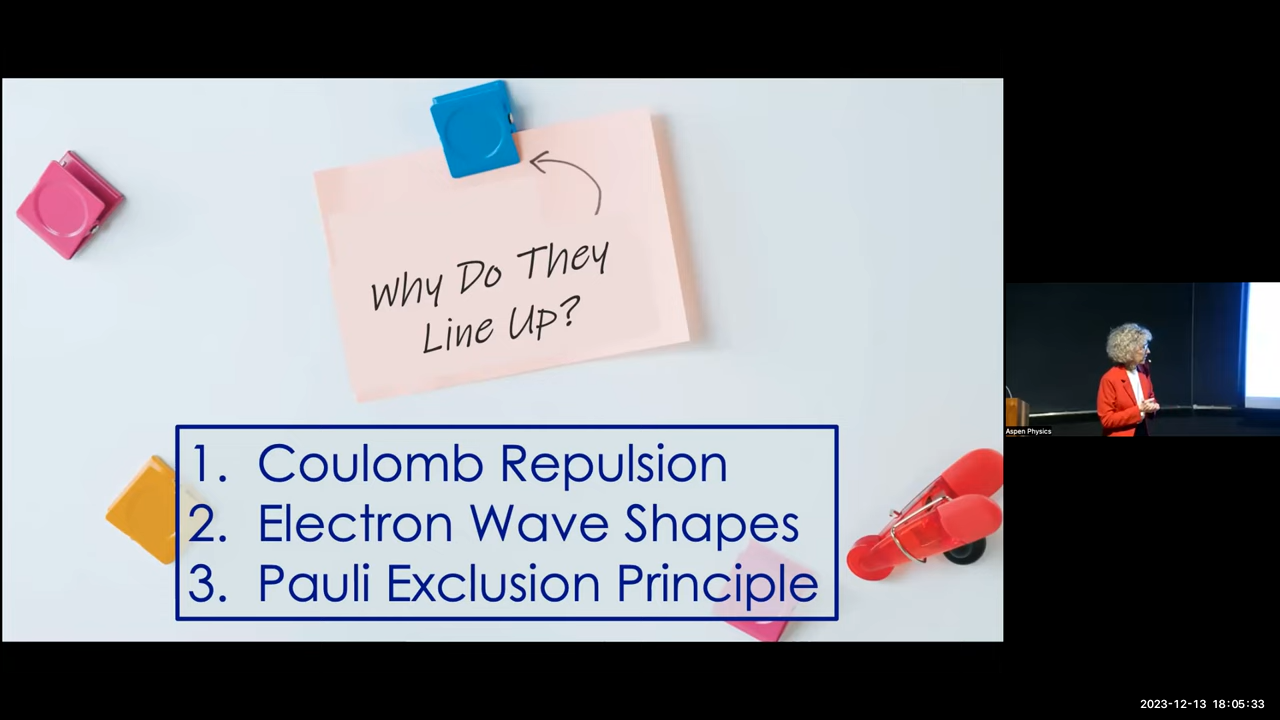 Why Do They
Line Up?
1. Coulomb Repulsion
2. Electron Wave Shapes
3. Pauli Exclusion Principle
Aspen Physics
2023-12-13 18:05:33